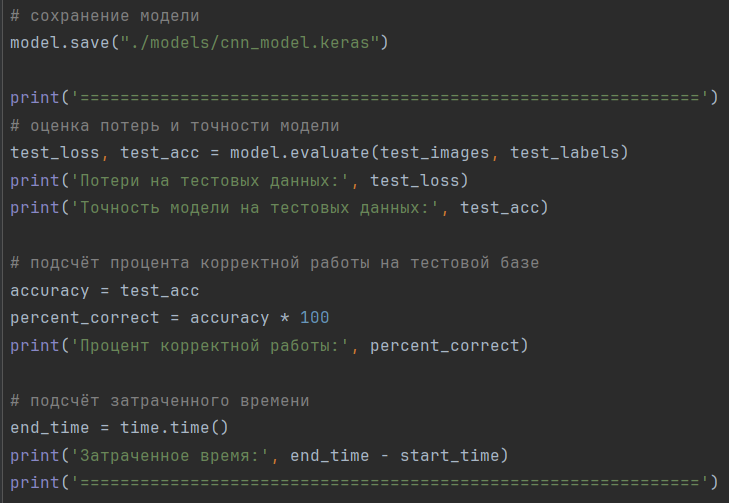 # сохранение модели
model.save("./models/cnn_model.keras")
print('==============================================================')
# оценка потерь и точности модели
test_loss, test_acc = model.evaluate(test_images, test_labels)
print('Потери на тестовых данных:', test_loss)
print('Точность модели на тестовых данных:', test_acc)
# подсчёт процента корректной работы на тестовой базе
accuracy = test_acc
percent_correct = accuracy * 100
print('Процент корректной работы:', percent_correct)
# подсчёт затраченного времени
end_time = time.time()
print('Затраченное время:', end_time - start_time)
print('==============================================================')